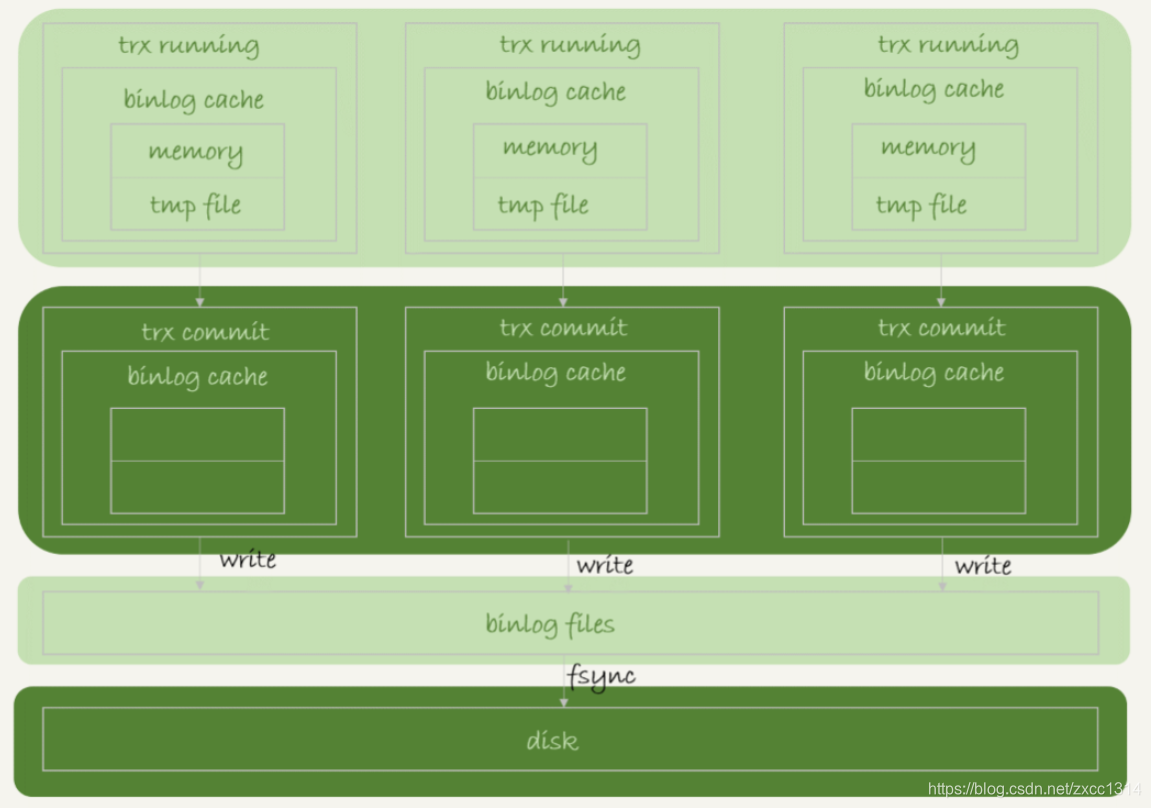 trx running
trx running
trx running
binlog cache
binlog cache
binlog cache
memory
memory
memory
tmp file
tmp file
tmp file
trx commit
trx commit
trx commit
binlog cache
binlog cache
binlog cache
write
write
write
binlog files
fsync
disk
https://blog.csdn.net/zxcc1314